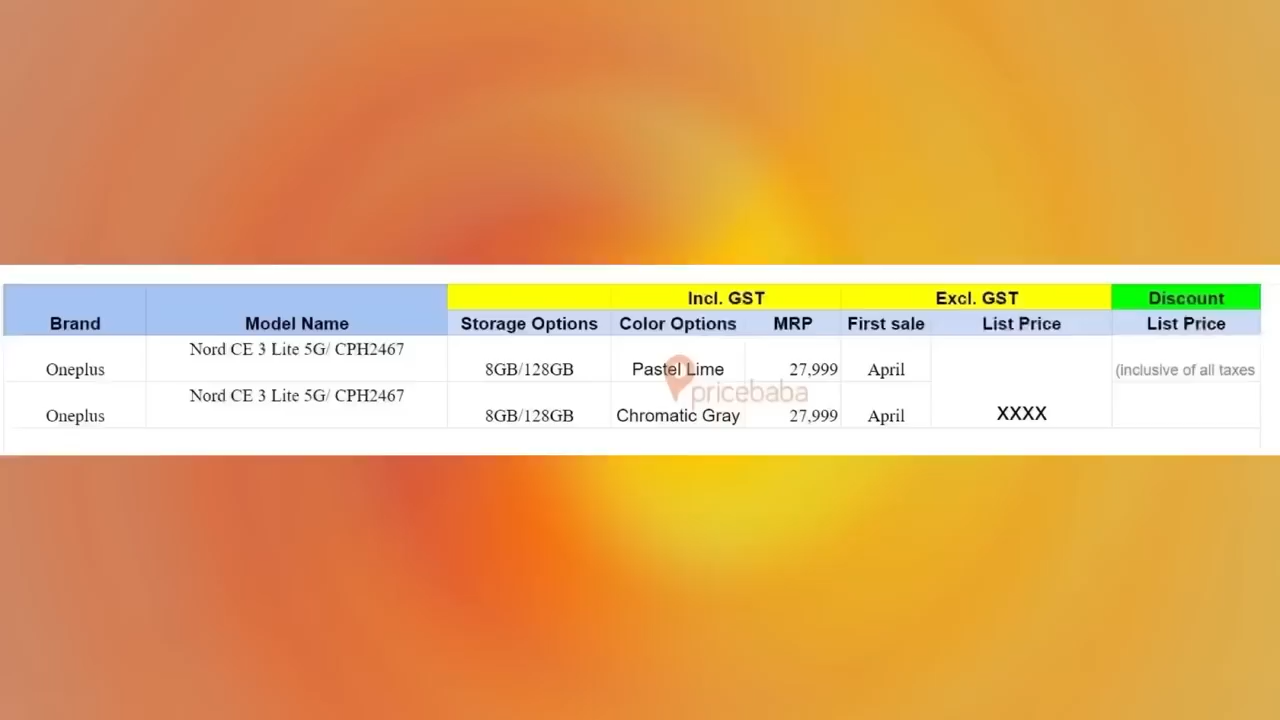 Incl. GST Excl. GST Discount
Brand Model Name Storage Options Color Options MRP First sale List Price List Price
Nord CE 3 Lite 5G/ CPH2467
Oneplus 8GB/128GB Pastel Lime 27,999 April (inclusive of all taxes
pricebaba
Nord CE 3 Lite 5G/ CPH2467
Oneplus 8GB/128GB Chromatic Gray 27,999 April XXXX